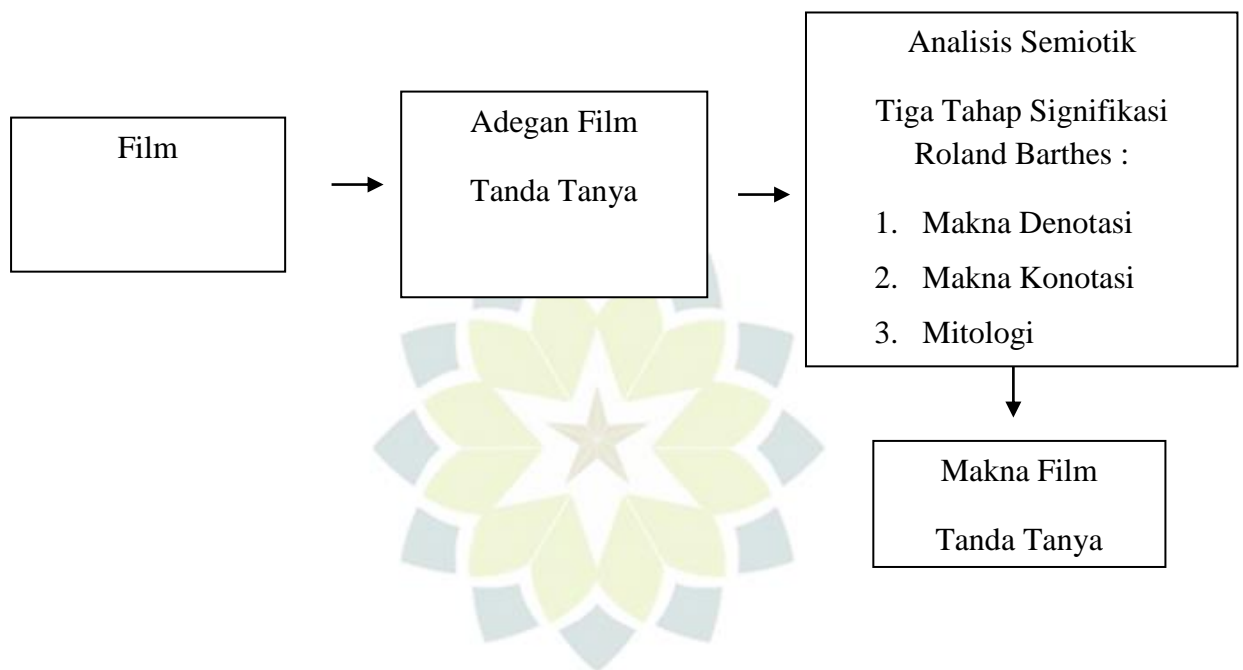 Film
Adegan Film
Tanda Tanya
Analisis Semiotik
Tiga Tahap Signifikasi
Roland Barthes :
1. Makna Denotasi
2. Makna Konotasi
3. Mitologi
Makna Film
Tanda Tanya